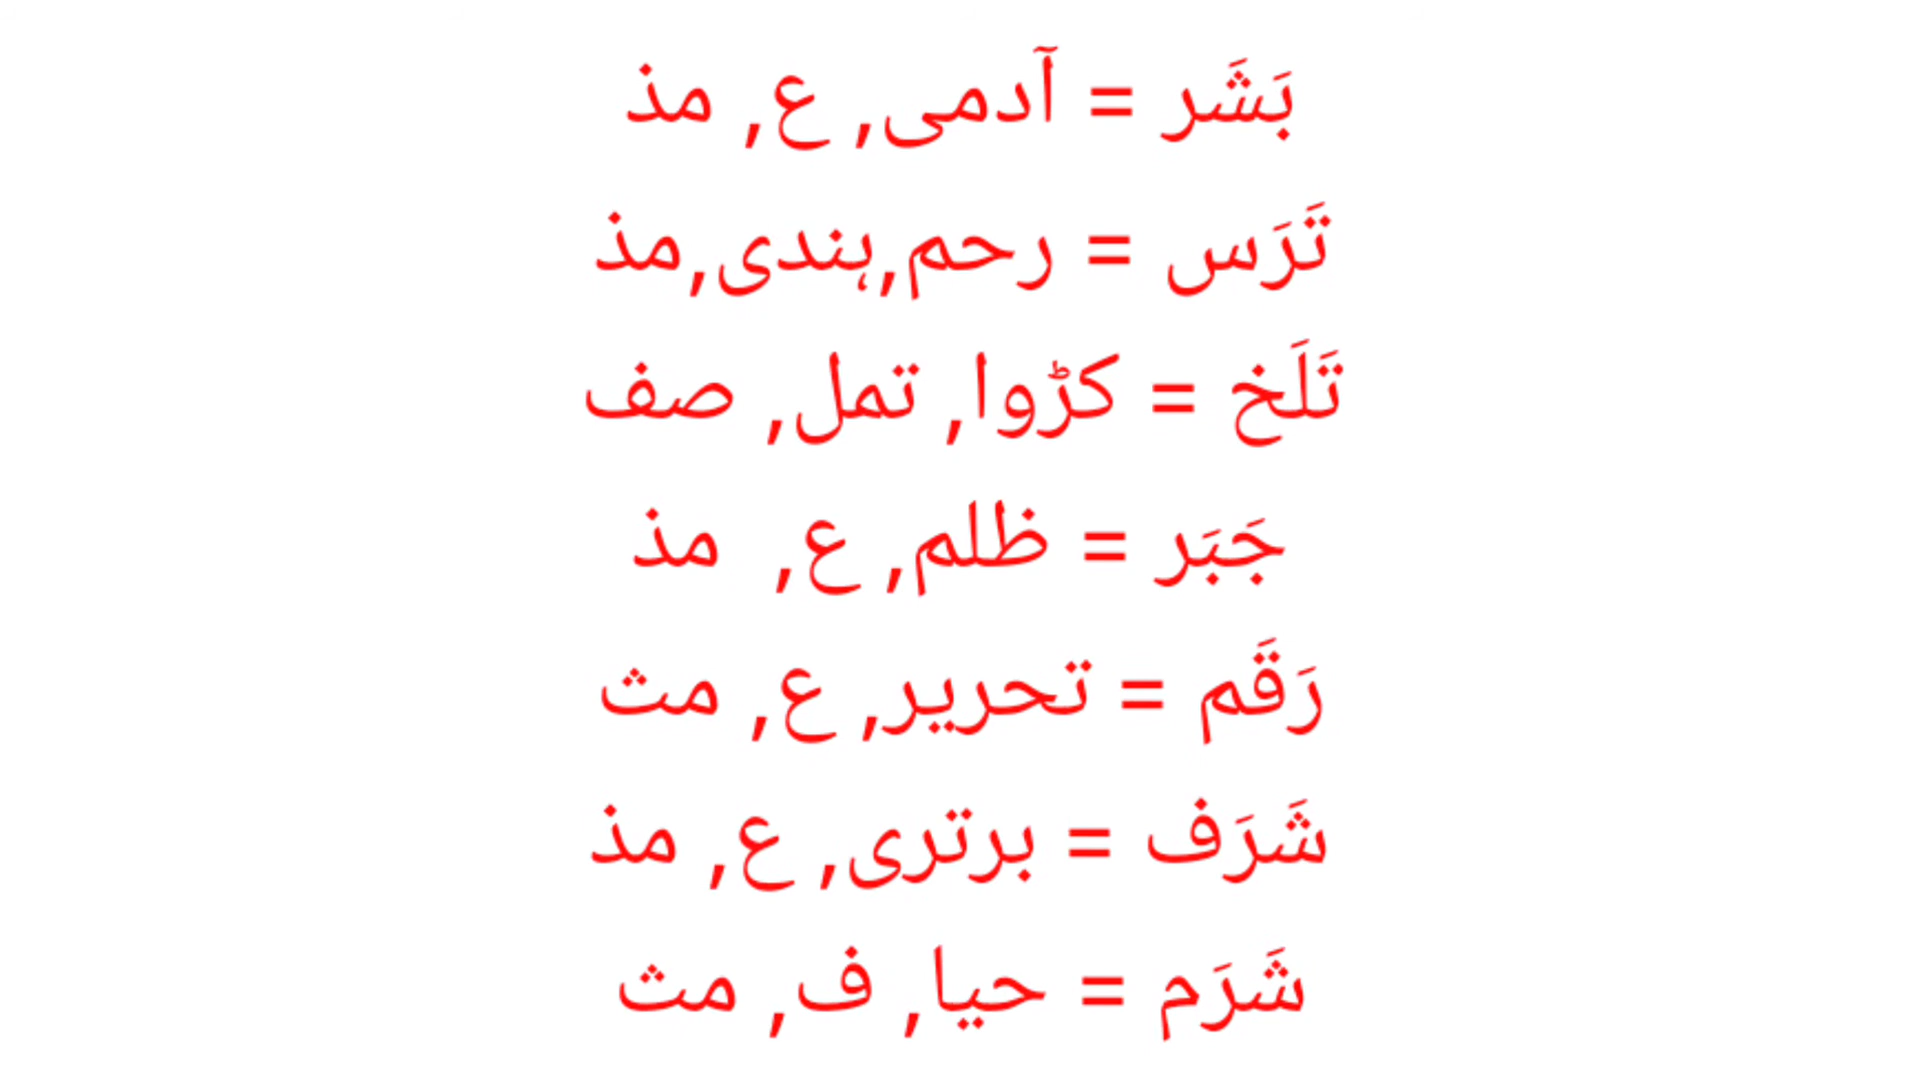 بَشَر = آدمی, ع, مذ
تَرَس = رحم,ہندی,مذ
تَلَخ = کڑوا, تمل, صف
جَبَر = ظلم, ع, مذ
رَقَم = تحریر, ع, مث
شَرَف = برتری, ع, مذ
شَرَم = حیا, ف, مث